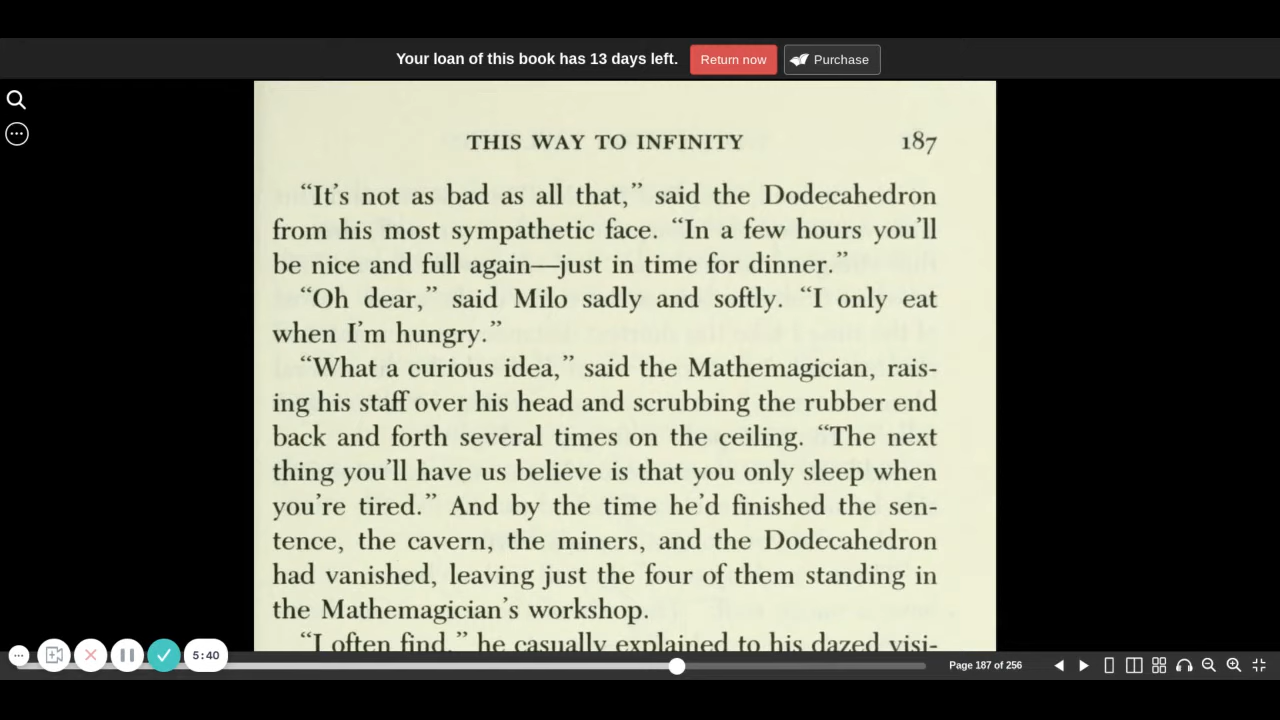 Your loan of this book has 13 days left. Return now Purchase
THIS WAY TO INFINITY 187
“It’s not as bad as all that,” said the Dodecahedron
from his most sympathetic face. “In a few hours you’ll
be nice and full again—just in time for dinner.”
“Oh dear,” said Milo sadly and softly. “I only eat
when I’m hungry.”
“What a curious idea,” said the Mathemagician, rais-
ing his staff over his head and scrubbing the rubber end
back and forth several times on the ceiling. “The next
thing you’ll have us believe is that you only sleep when
you’re tired.” And by the time he’d finished the sen-
tence, the cavern, the miners, and the Dodecahedron
had vanished, leaving just the four of them standing in
the Mathemagician’s workshop.
“I often find,” he casually explained to his dazed visi-
5:40
Page 187 of 256